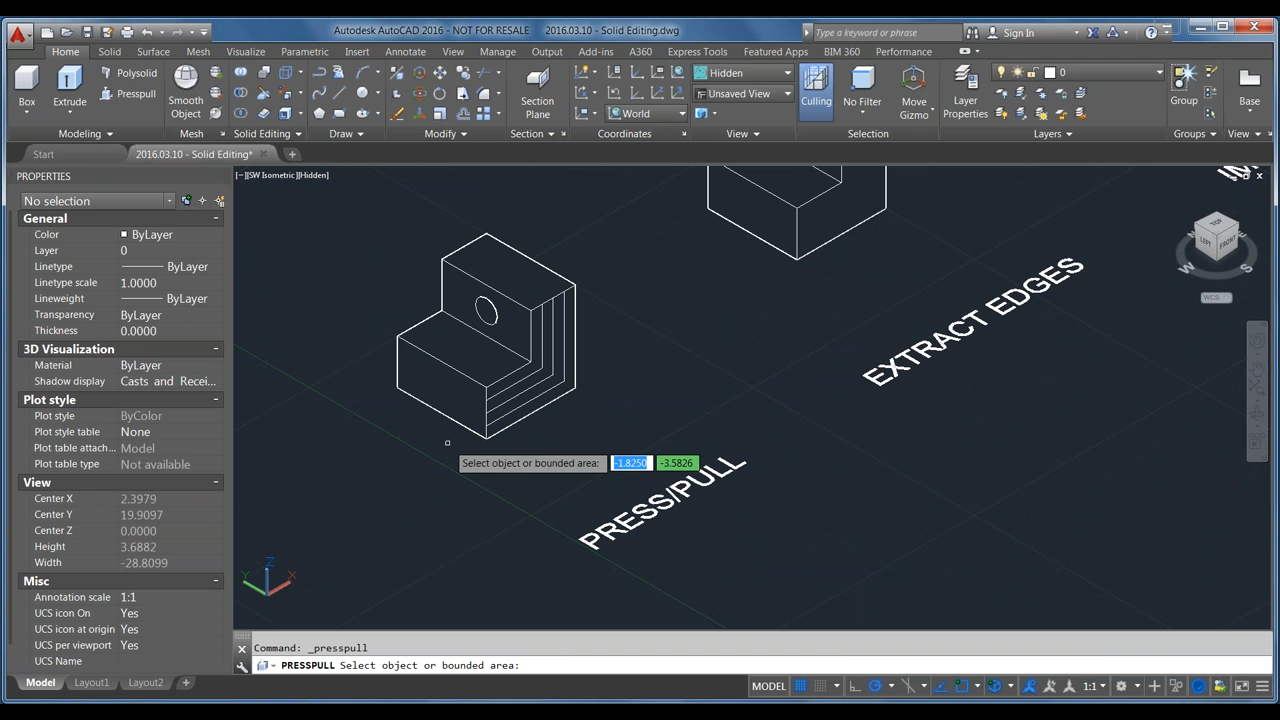 Autodesk AutoCAD 2016 - NOT FOR RESALE 2016.03.10 - Solid Editing.dwg
Type a keyword or phrase
Sign In
Home Solid Surface Mesh Visualize Parametric Insert Annotate View Manage Output Add-ins A360 Express Tools Featured Apps BIM 360 Performance
Box
Extrude
Polysolid
Presspull
Smooth Object
Section Plane
World
Hidden
Unsaved View
Culling
No Filter
Move Gizmo
Layer Properties
0
Group
Base
Modeling Mesh Solid Editing Draw Modify Section Coordinates View Selection Layers Groups View
Start 2016.03.10 - Solid Editing*
PROPERTIES
No selection
General
Color ByLayer
Layer 0
Linetype ByLayer
Linetype scale 1.0000
Lineweight ByLayer
Transparency ByLayer
Thickness 0.0000
3D Visualization
Material ByLayer
Shadow display Casts and Recei...
Plot style
Plot style ByColor
Plot style table None
Plot table attach... Model
Plot table type Not available
View
Center X 2.3979
Center Y 19.9097
Center Z 0.0000
Height 3.6882
Width -28.8099
Misc
Annotation scale 1:1
UCS icon On Yes
UCS icon at origin Yes
UCS per viewport Yes
UCS Name
[−][SW Isometric][Hidden]
TOP
LEFT
FRONT
W
S
WCS
EXTRACT EDGES
PRESS/PULL
Select object or bounded area: -1.8250 -3.5826
Z
Y
X
Command: _presspull
PRESSPULL Select object or bounded area:
Model Layout1 Layout2
MODEL
1:1